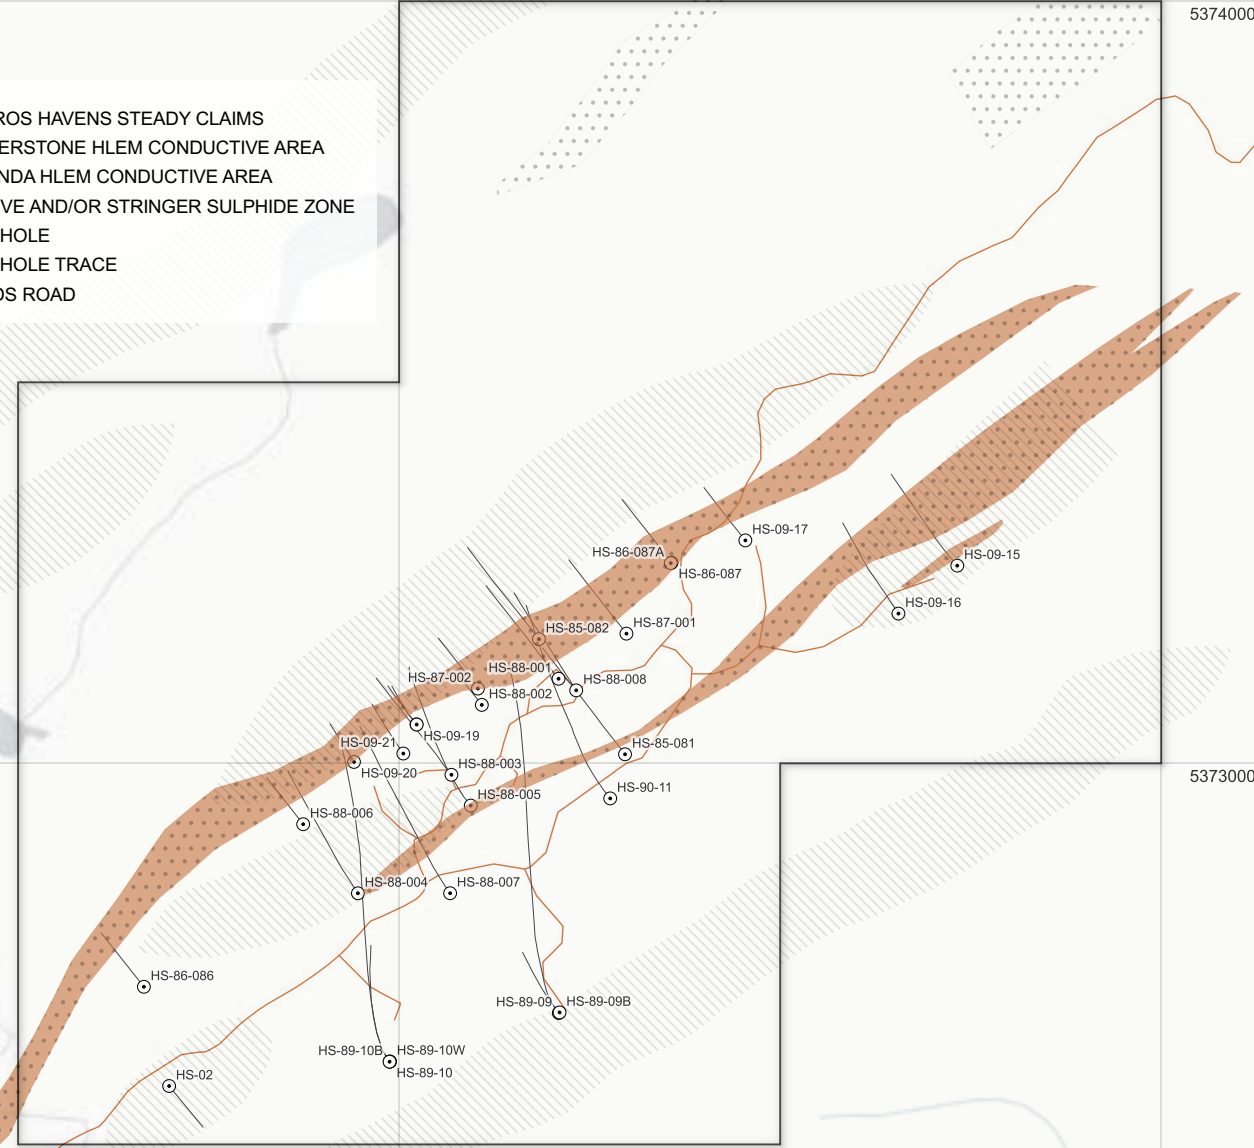 5374000
ROS HAVENS STEADY CLAIMS
ERSTONE HLEM CONDUCTIVE AREA
NDA HLEM CONDUCTIVE AREA
VE AND/OR STRINGER SULPHIDE ZONE
HOLE
HOLE TRACE
OS ROAD
HS-09-17
HS-86-087A
HS-09-15
HS-86-087
HS-09-16
HS-87-001
HS-85-082
HS-88-001
HS-87-002
HS-88-008
HS-88-002
HS-09-19
HS-09-21
HS-85-081
HS-88-003
HS-09-20
5373000
HS-90-11
HS-88-005
HS-88-006
HS-88-004
HS-88-007
HS-86-086
HS-89-09
HS-89-09B
HS-89-10B
HS-89-10W
HS-89-10
HS-02